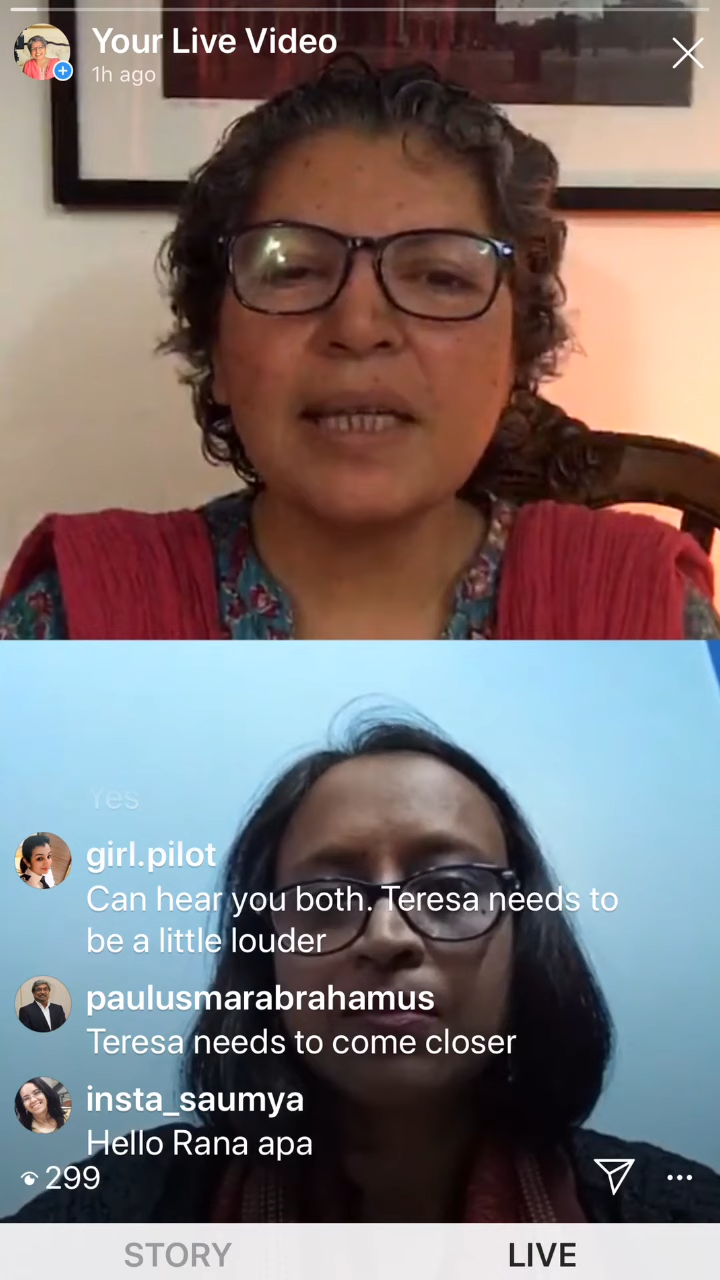 Your Live Video
1h ago
Yes
girl.pilot
Can hear you both. Teresa needs to
be a little louder
paulusmarabrahamus
Teresa needs to come closer
insta_saumya
Hello Rana apa
299
STORY
LIVE